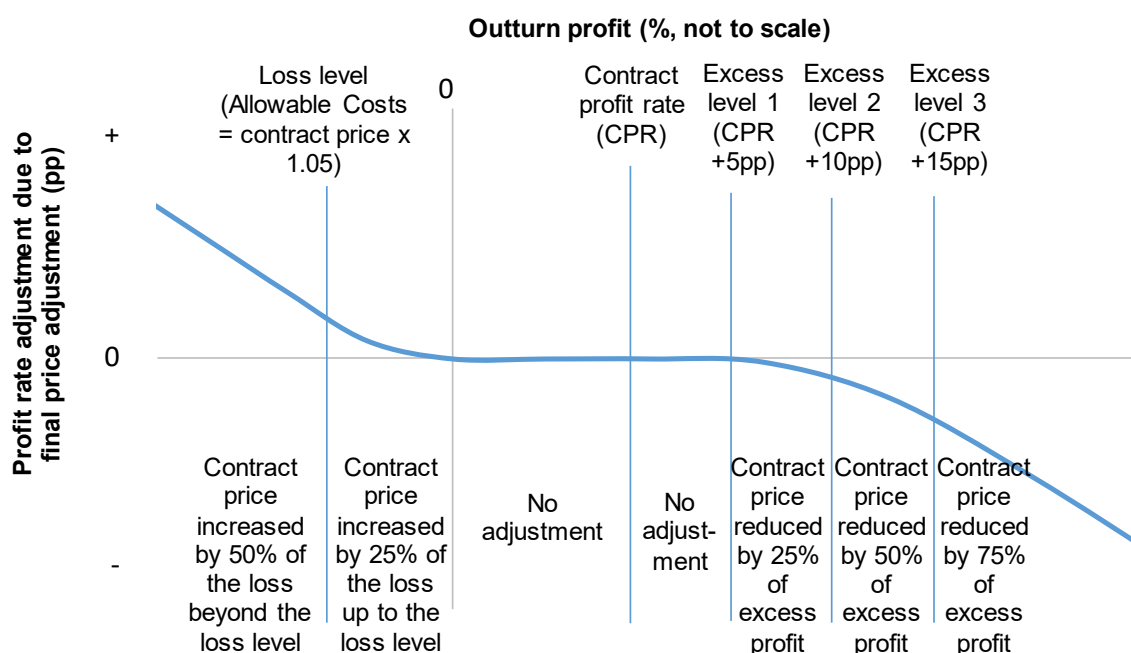 Outturn profit (%, not to scale)
Loss level
(Allowable Costs
= contract price x
1.05)
0
Contract
profit rate
(CPR)
Excess
level 1
(CPR
+5pp)
Excess
level 2
(CPR
+10pp)
Excess
level 3
(CPR
+15pp)
Profit rate adjustment due to
final price adjustment (pp)
+
0
-
Contract
price
increased
by 50% of
the loss
beyond the
loss level
Contract
price
increased
by 25% of
the loss
up to the
loss level
No
adjustment
No
adjust-
ment
Contract
price
reduced
by 25%
of
excess
profit
Contract
price
reduced
by 50%
of
excess
profit
Contract
price
reduced
by 75%
of
excess
profit